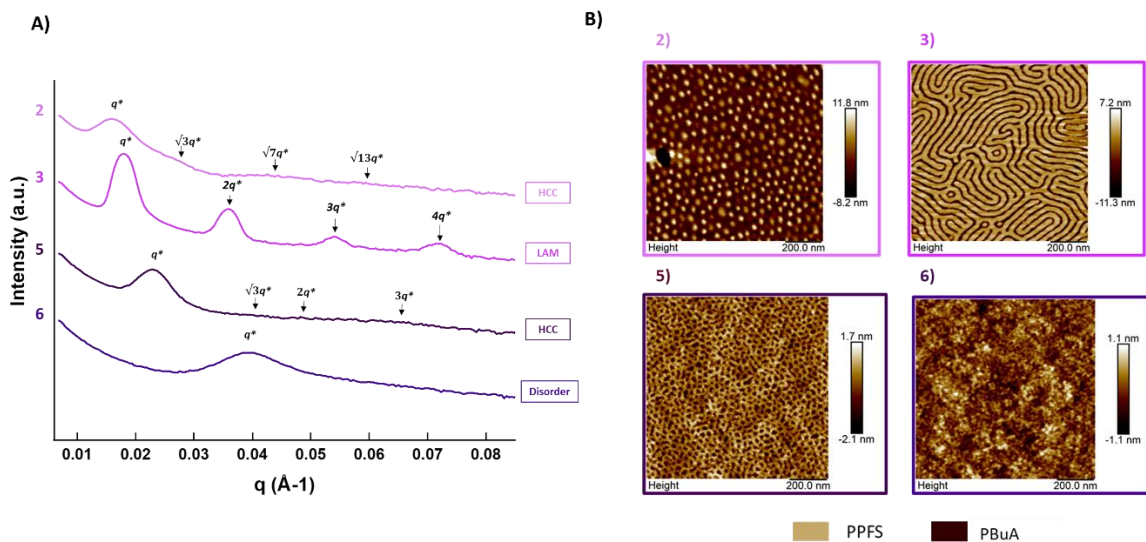 A)
Intensity (a.u.)
2
q*
√3q*
√7q*
√13q*
HCC
3
q*
2q*
3q*
4q*
LAM
5
q*
√3q*
2q*
3q*
HCC
6
q*
Disorder
0.01 0.02 0.03 0.04 0.05 0.06 0.07 0.08
q (Å-1)
B)
2)
11.8 nm
-8.2 nm
Height 200.0 nm
3)
7.2 nm
-11.3 nm
Height 200.0 nm
5)
1.7 nm
-2.1 nm
Height 200.0 nm
6)
1.1 nm
-1.1 nm
Height 200.0 nm
PPFS PBuA